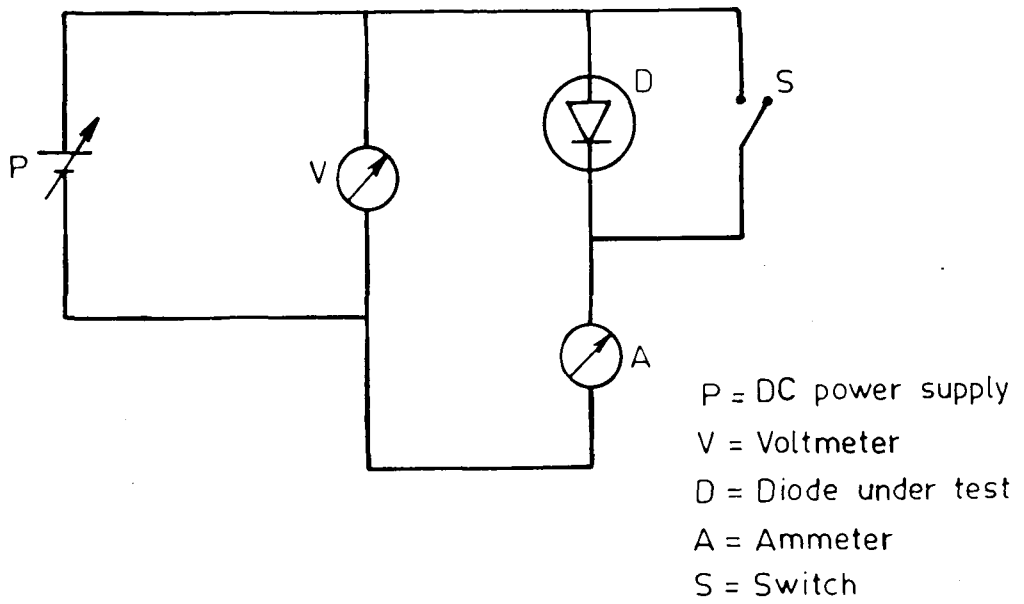 D
S
P
V
A
P = DC power supply
V = Voltmeter
D = Diode under test
A = Ammeter
S = Switch